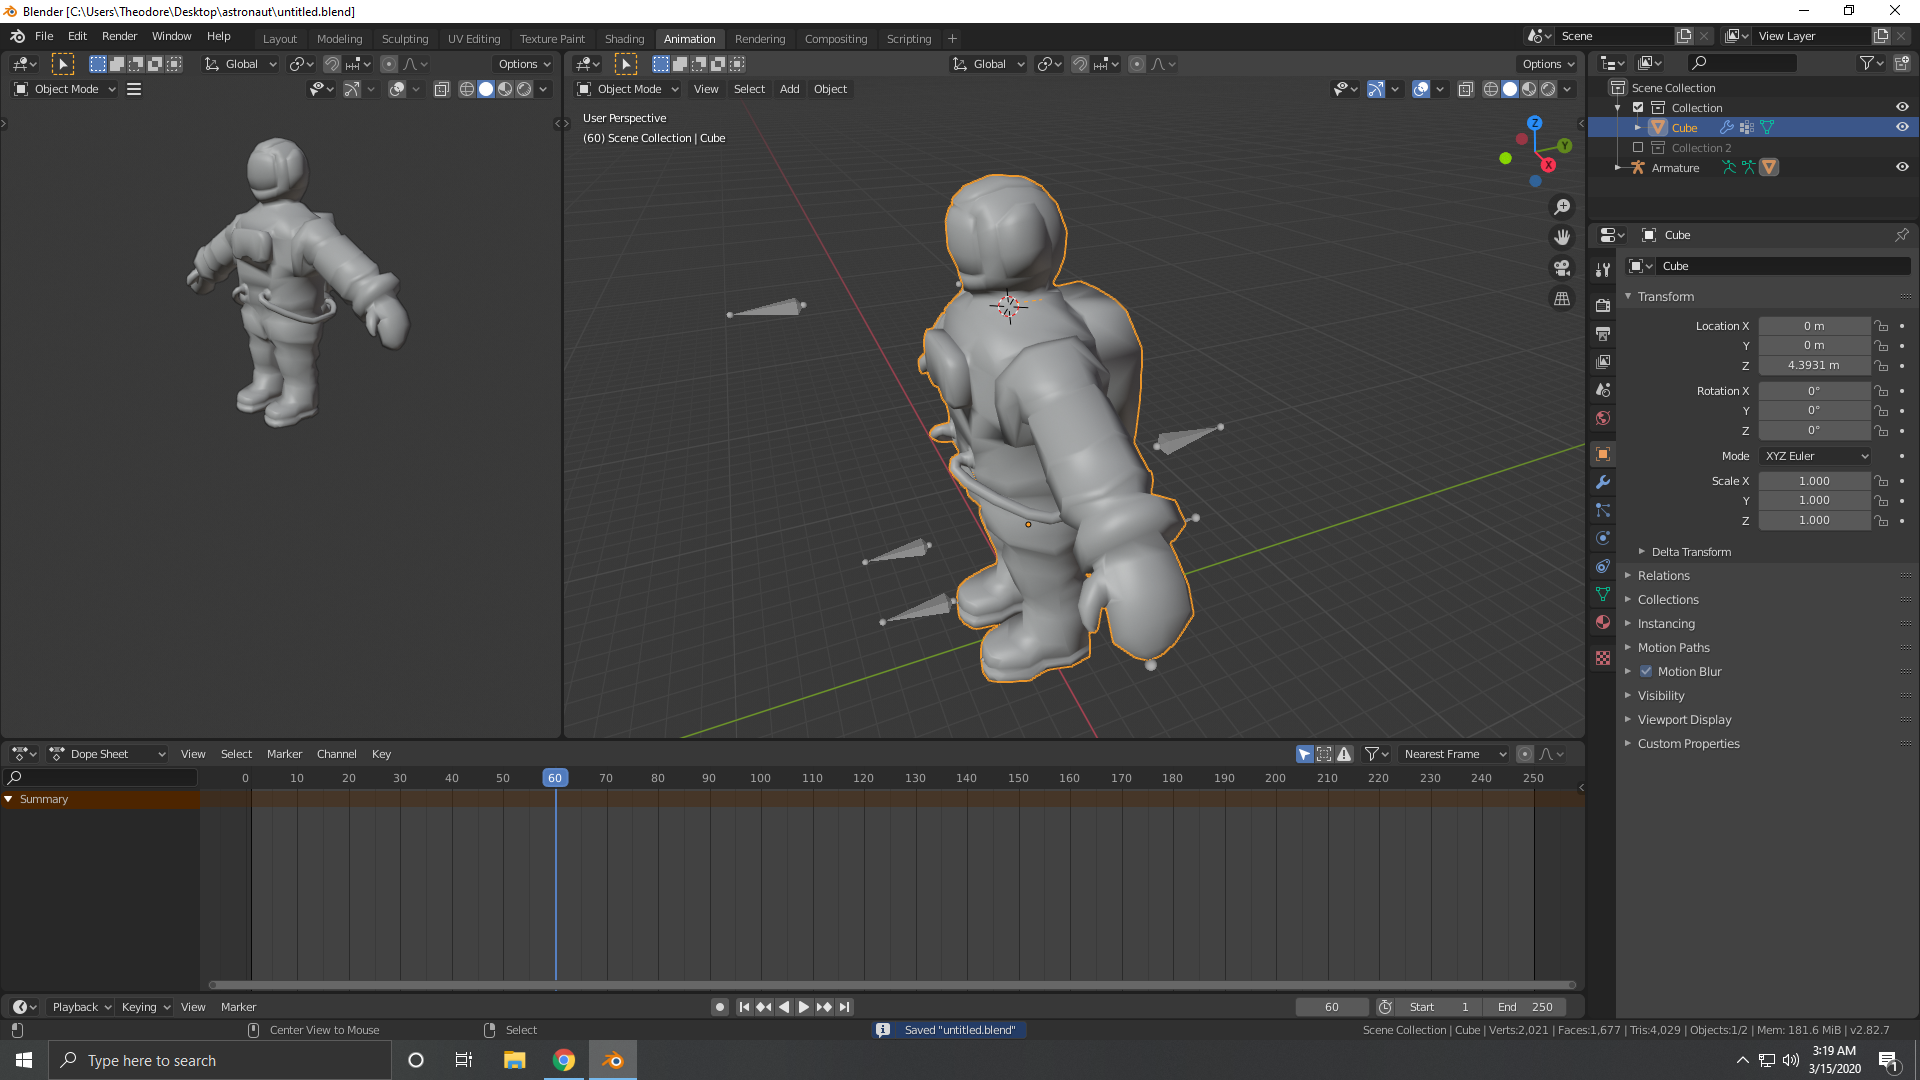 Blender [C:\Users\Theodore\Desktop\astronaut\untitled.blend]
File Edit Render Window Help
Layout Modeling Sculpting UV Editing Texture Paint Shading Animation Rendering Compositing Scripting
Scene View Layer
Global Options
Global Options
Object Mode
Object Mode View Select Add Object
User Perspective
(60) Scene Collection | Cube
Z
Y
X
Scene Collection
Collection
Cube
Collection 2
Armature
Cube
Cube
Transform
Location X 0 m
Y 0 m
Z 4.3931 m
Rotation X 0°
Y 0°
Z 0°
Mode XYZ Euler
Scale X 1.000
Y 1.000
Z 1.000
Delta Transform
Relations
Collections
Instancing
Motion Paths
Motion Blur
Visibility
Viewport Display
Custom Properties
Dope Sheet View Select Marker Channel Key Nearest Frame
0 10 20 30 40 50 60 70 80 90 100 110 120 130 140 150 160 170 180 190 200 210 220 230 240 250
Summary
Playback Keying View Marker 60 Start 1 End 250
Center View to Mouse Select Saved "untitled.blend" Scene Collection | Cube | Verts:2,021 | Faces:1,677 | Tris:4,029 | Objects:1/2 | Mem: 181.6 MiB | v2.82.7
Type here to search
3:19 AM
3/15/2020
1